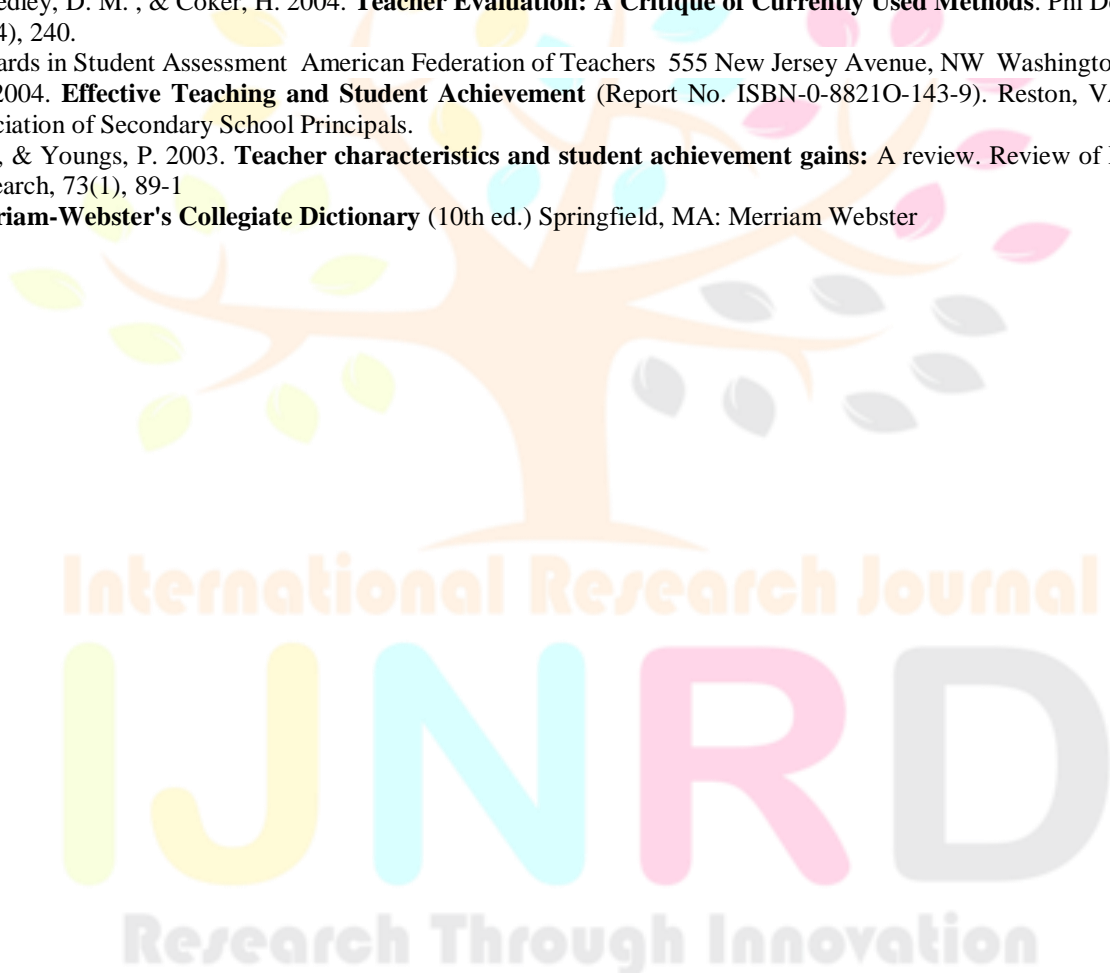 edley, D. M. , & Coker, H. 2004. Teacher Evaluation: A Critique of Currently Used Methods. Phi De
4), 240.
ards in Student Assessment American Federation of Teachers 555 New Jersey Avenue, NW Washingto
2004. Effective Teaching and Student Achievement (Report No. ISBN-0-8821O-143-9). Reston, VA
ciation of Secondary School Principals.
, & Youngs, P. 2003. Teacher characteristics and student achievement gains: A review. Review of
earch, 73(1), 89-1
riam-Webster's Collegiate Dictionary (10th ed.) Springfield, MA: Merriam Webster
International Research Journal
IJNRD
Research Through Innovation